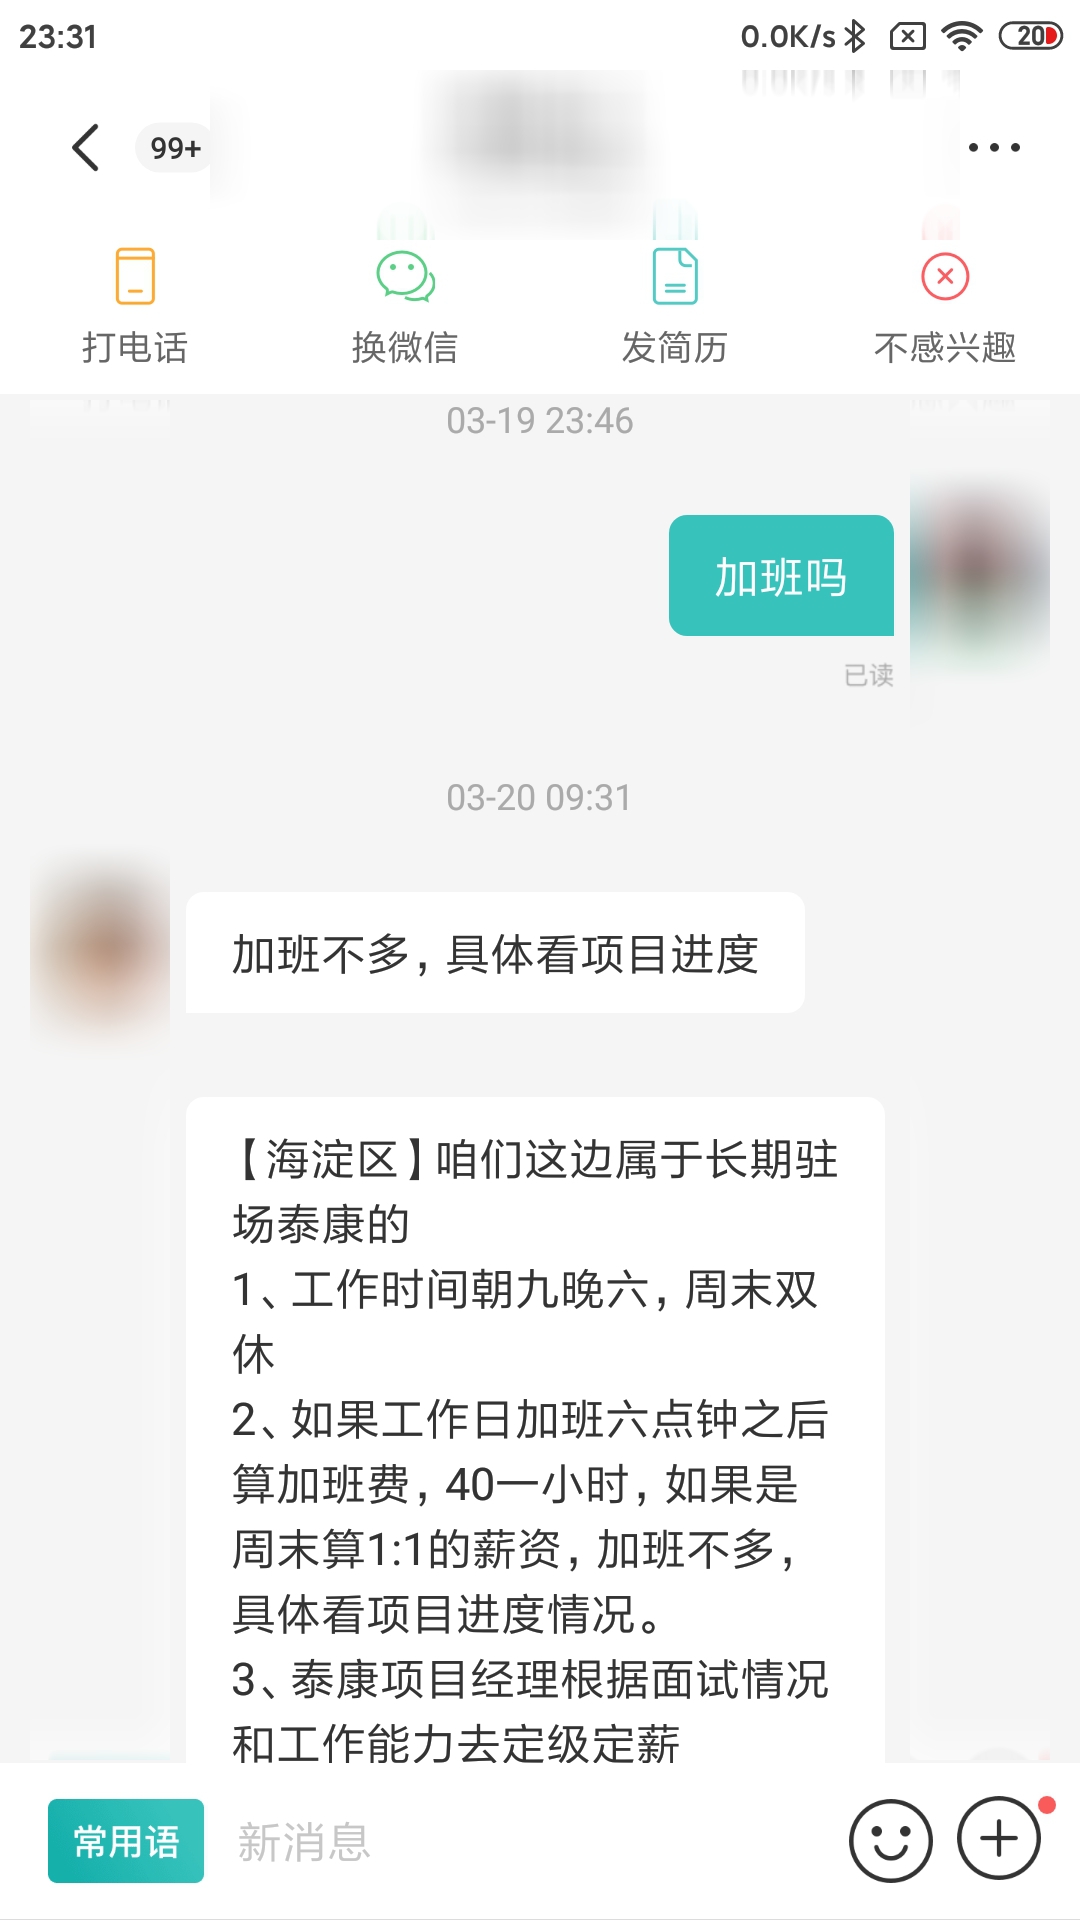 23:31
0.0K/s
20
99+
打电话
换微信
发简历
不感兴趣
03-19 23:46
加班吗
已读
03-20 09:31
加班不多，具体看项目进度
【海淀区】咱们这边属于长期驻
场泰康的
1、工作时间朝九晚六，周末双
休
2、如果工作日加班六点钟之后
算加班费，40一小时，如果是
周末算1:1的薪资，加班不多，
具体看项目进度情况。
3、泰康项目经理根据面试情况
和工作能力去定级定薪
常用语
新消息